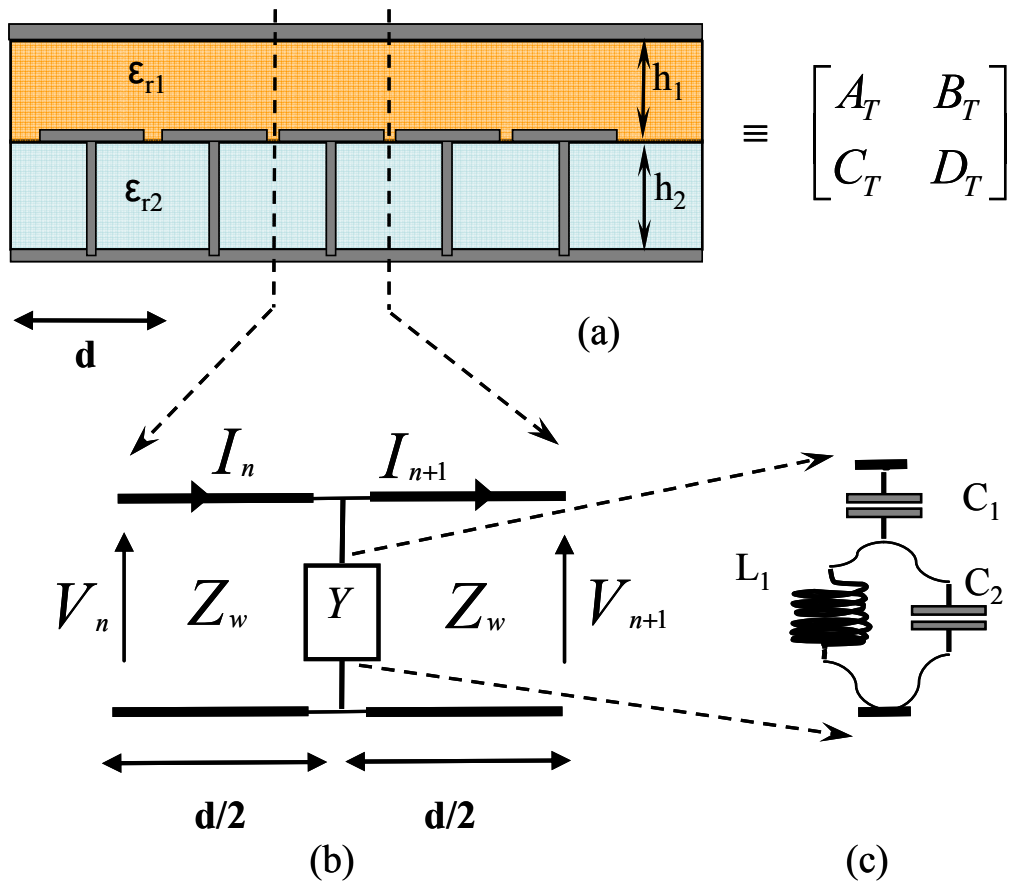 εr1
h1
εr2
h2
≡
AT BT
CT DT
d
(a)
In
In+1
Vn
Zw
Y
Zw
Vn+1
C1
L1
C2
d/2
d/2
(b)
(c)